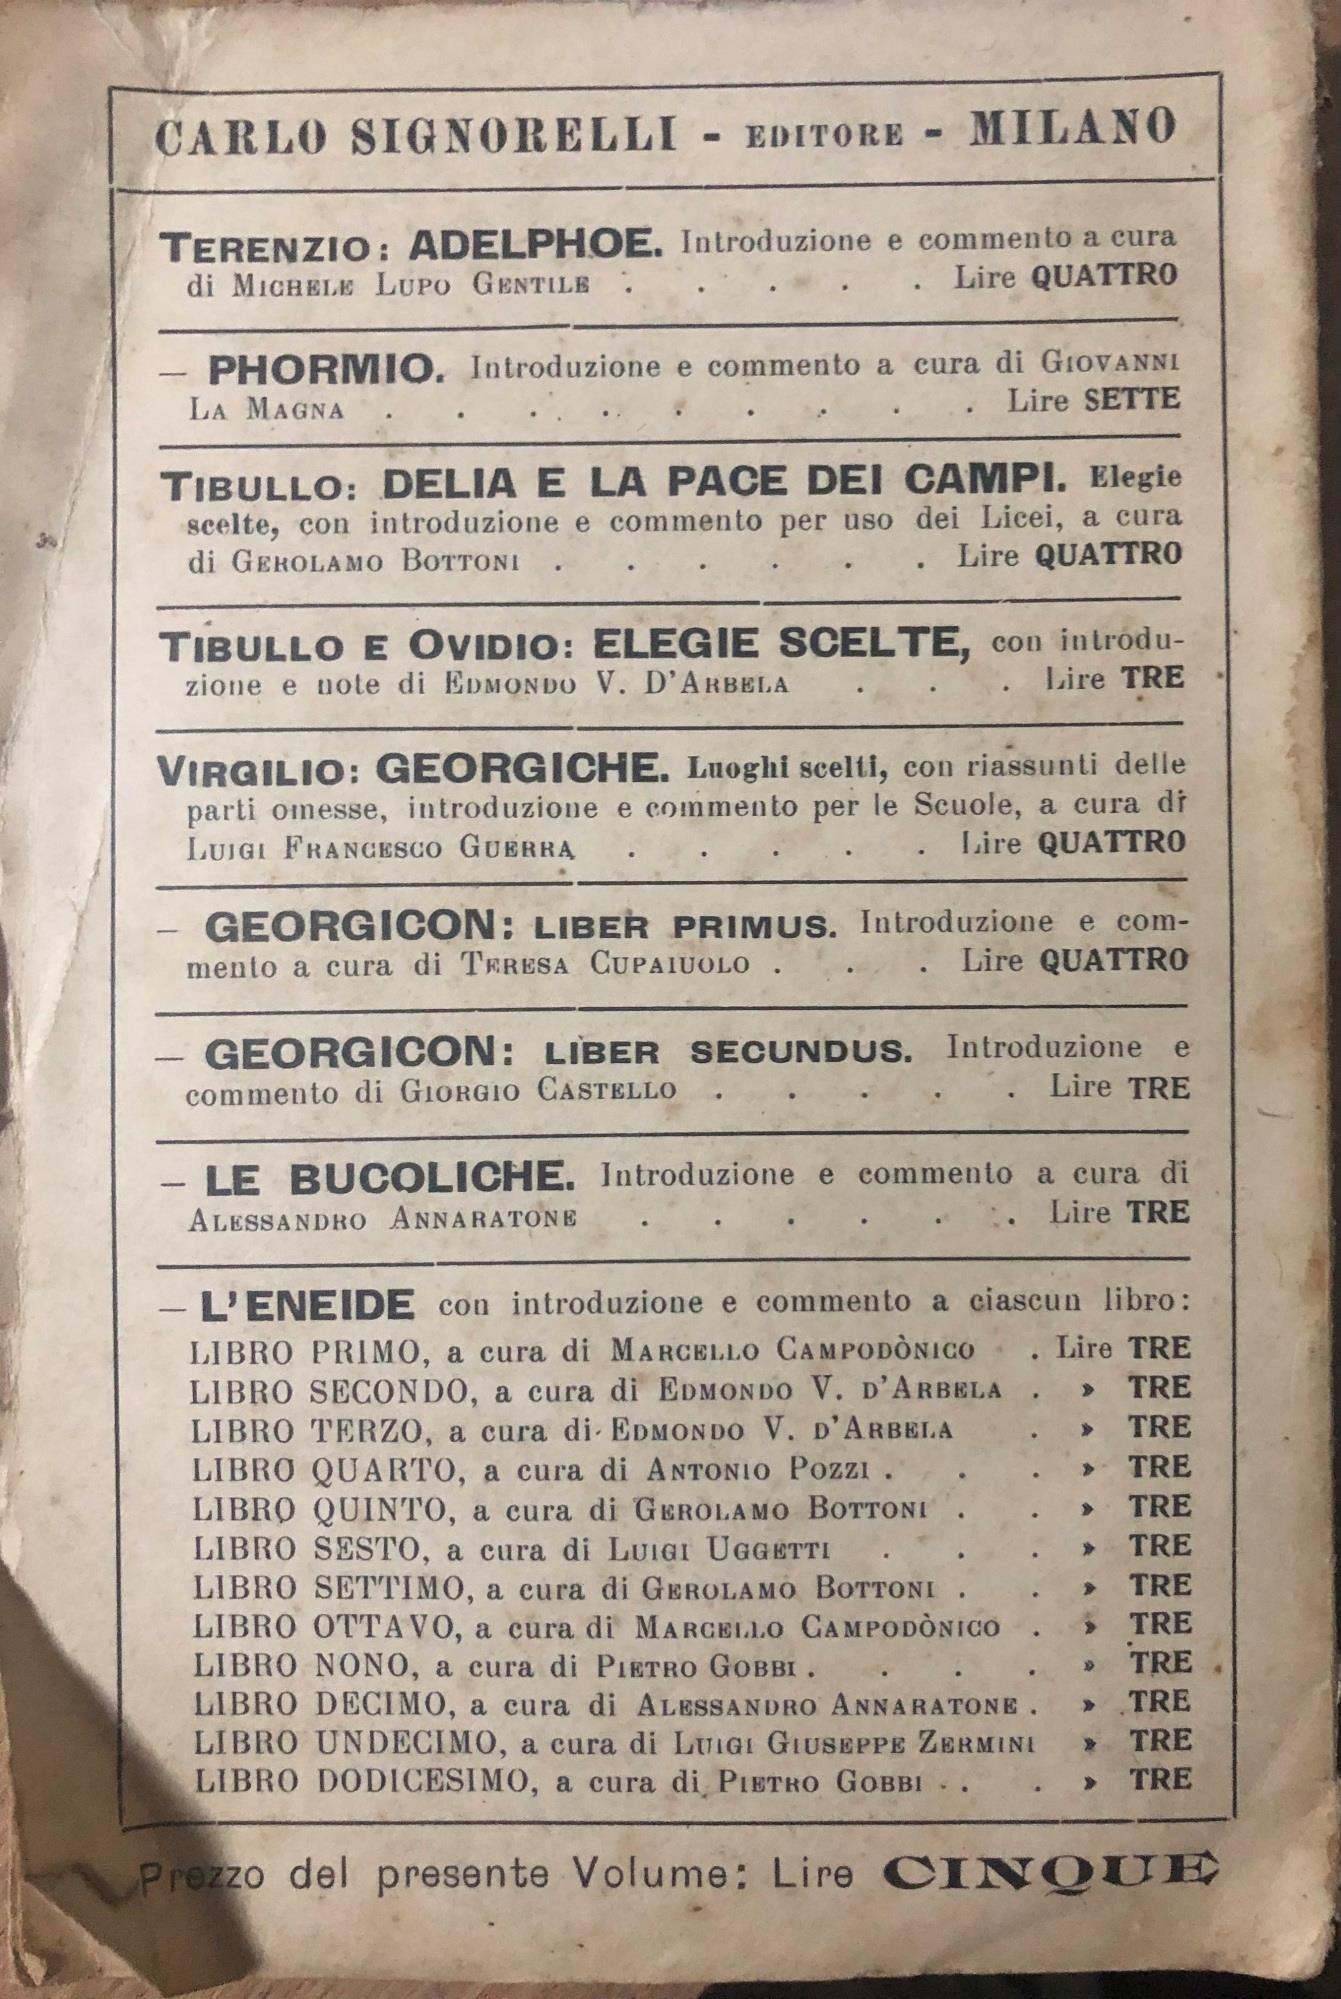 CARLO SIGNORELLI - EDITORE - MILANO
TERENZIO: ADELPHOE. Introduzione e commento a cura
di MICHELE LUPO GENTILE . . . . . Lire QUATTRO
— PHORMIO. Introduzione e commento a cura di GIOVANNI
LA MAGNA . . . . . . . . . Lire SETTE
TIBULLO: DELIA E LA PACE DEI CAMPI. Elegie
scelte, con introduzione e commento per uso dei Licei, a cura
di GEROLAMO BOTTONI . . . . . . Lire QUATTRO
TIBULLO E OVIDIO: ELEGIE SCELTE, con introdu-
zione e note di EDMONDO V. D'ARBELA . . . Lire TRE
VIRGILIO: GEORGICHE. Luoghi scelti, con riassunti delle
parti omesse, introduzione e commento per le Scuole, a cura di
LUIGI FRANCESCO GUERRA . . . . . Lire QUATTRO
— GEORGICON: LIBER PRIMUS. Introduzione e com-
mento a cura di TERESA CUPAIUOLO . . . Lire QUATTRO
— GEORGICON: LIBER SECUNDUS. Introduzione e
commento di GIORGIO CASTELLO . . . . . Lire TRE
— LE BUCOLICHE. Introduzione e commento a cura di
ALESSANDRO ANNARATONE . . . . . . Lire TRE
— L'ENEIDE con introduzione e commento a ciascun libro:
LIBRO PRIMO, a cura di MARCELLO CAMPODÒNICO . Lire TRE
LIBRO SECONDO, a cura di EDMONDO V. D'ARBELA . » TRE
LIBRO TERZO, a cura di EDMONDO V. D'ARBELA . » TRE
LIBRO QUARTO, a cura di ANTONIO POZZI . . . » TRE
LIBRO QUINTO, a cura di GEROLAMO BOTTONI . . » TRE
LIBRO SESTO, a cura di LUIGI UGGETTI . . . » TRE
LIBRO SETTIMO, a cura di GEROLAMO BOTTONI . . » TRE
LIBRO OTTAVO, a cura di MARCELLO CAMPODÒNICO . » TRE
LIBRO NONO, a cura di PIETRO GOBBI . . . . » TRE
LIBRO DECIMO, a cura di ALESSANDRO ANNARATONE . » TRE
LIBRO UNDECIMO, a cura di LUIGI GIUSEPPE ZERMINI » TRE
LIBRO DODICESIMO, a cura di PIETRO GOBBI . . » TRE
Prezzo del presente Volume: Lire CINQUE